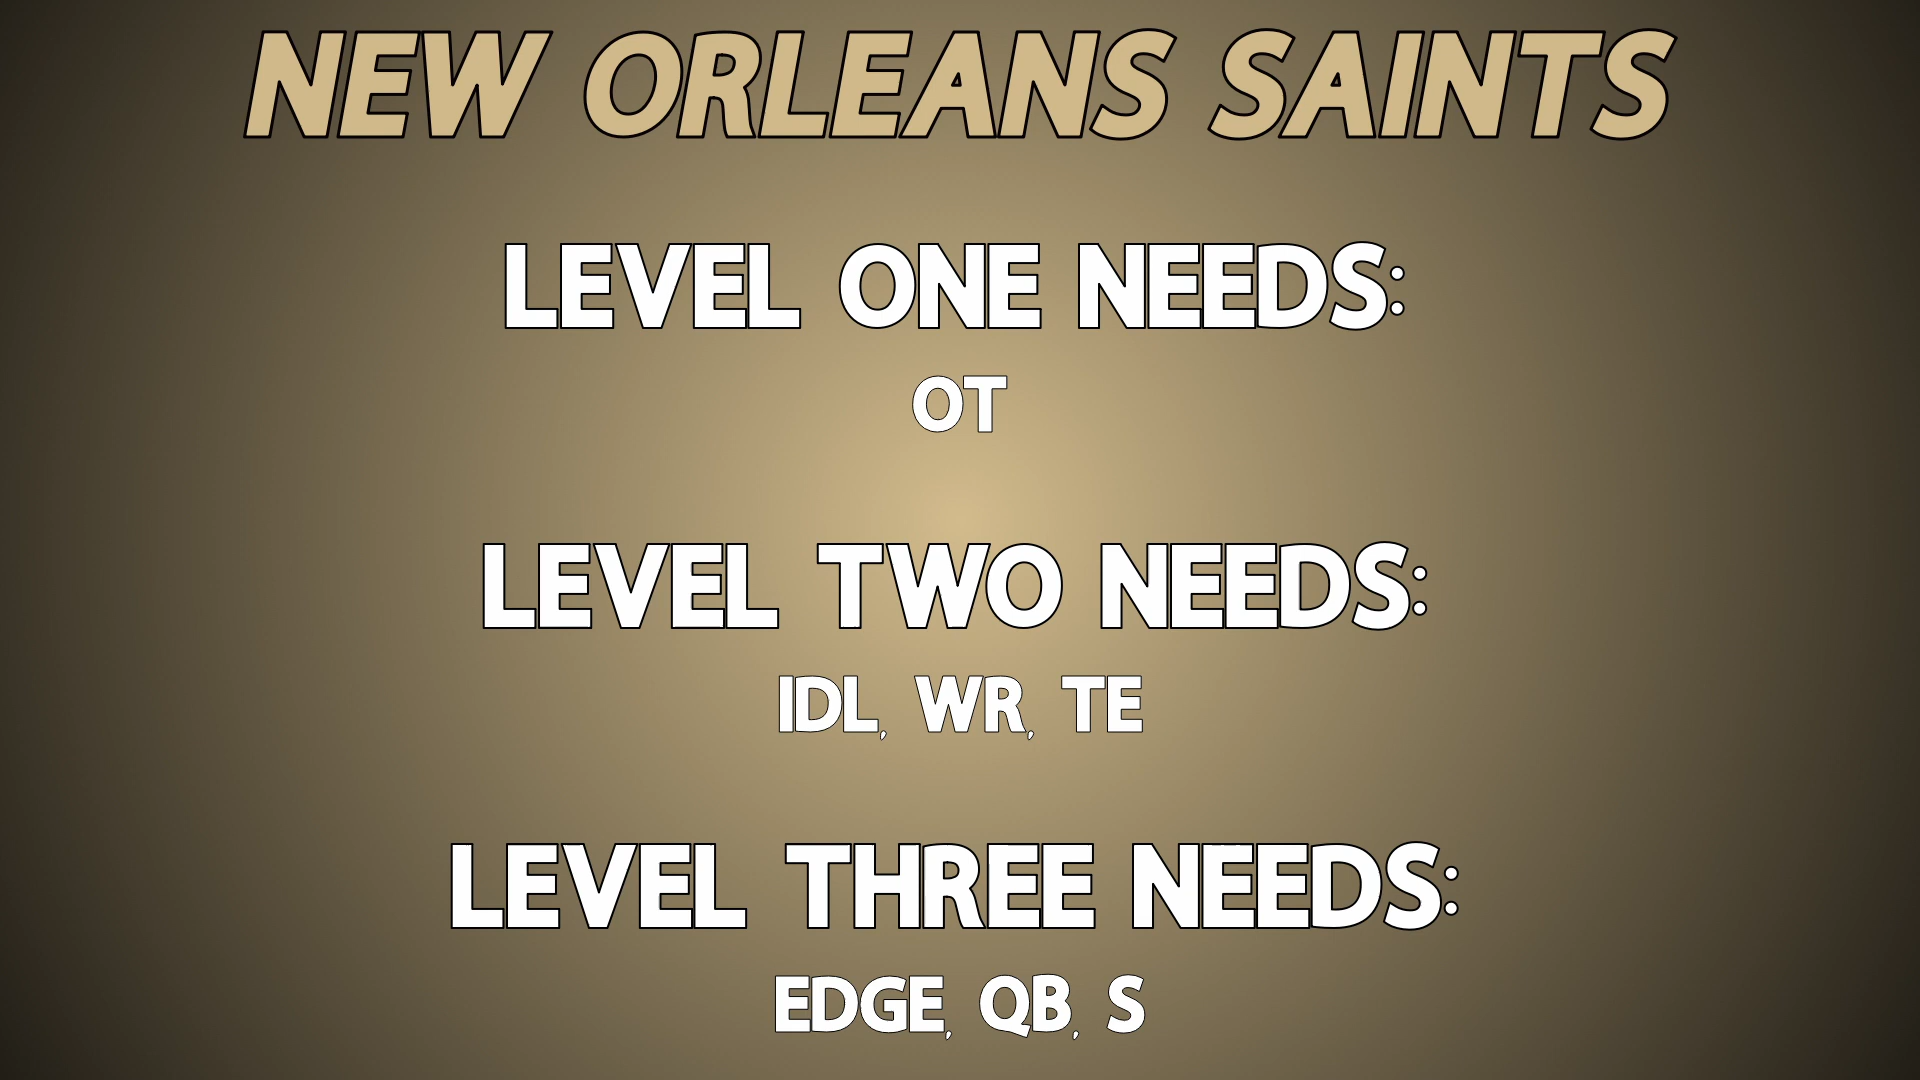 NEW ORLEANS SAINTS
LEVEL ONE NEEDS:
OT
LEVEL TWO NEEDS:
IDL, WR, TE
LEVEL THREE NEEDS:
EDGE, QB, S